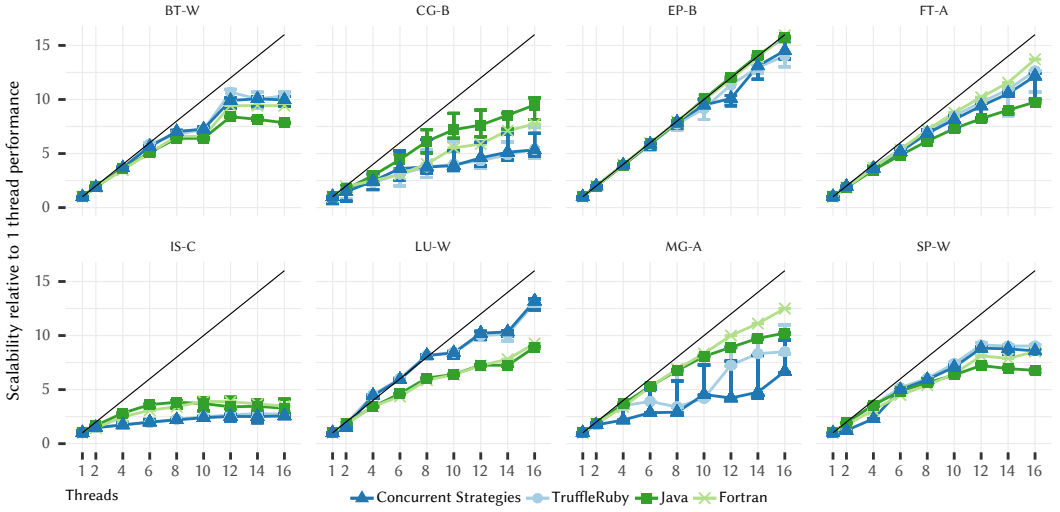 BT-W CG-B EP-B FT-A
15
10
5
0
IS-C LU-W MG-A SP-W
15
10
5
0
1 2 4 6 8 10 12 14 16 1 2 4 6 8 10 12 14 16 1 2 4 6 8 10 12 14 16 1 2 4 6 8 10 12 14 16
Scalability relative to 1 thread performance
Threads
Concurrent Strategies TruffleRuby Java Fortran